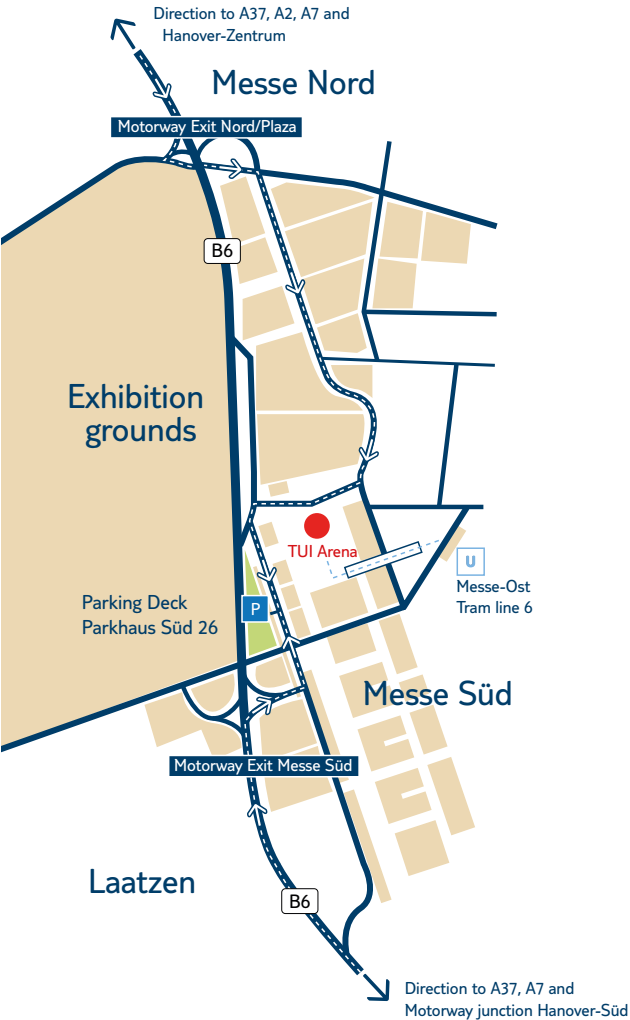 Direction to A37, A2, A7 and
Hanover-Zentrum
Messe Nord
Motorway Exit Nord/Plaza
B6
Exhibition
grounds
TUI Arena
U
Messe-Ost
Tram line 6
Parking Deck
Parkhaus Süd 26
P
Messe Süd
Motorway Exit Messe Süd
Laatzen
B6
Direction to A37, A7 and
Motorway junction Hanover-Süd